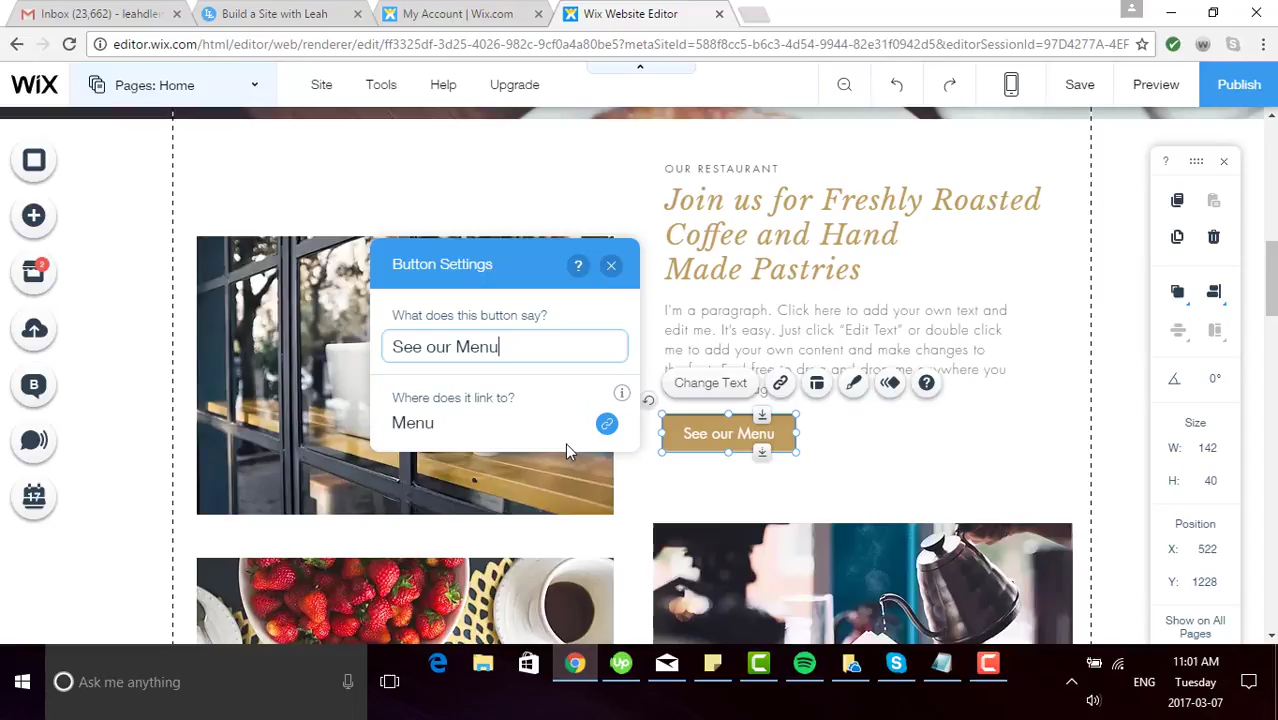 Inbox (23,662) - leahdler
Build a Site with Leah
My Account | Wix.com
Wix Website Editor
editor.wix.com/html/editor/web/renderer/edit/ff3325df-3d25-4026-982c-9cf0a4a80be5?metaSiteId=588f8cc5-b6c3-4d54-9944-82e31f0942d5&editorSessionId=97D4277A-4EF
WiX
Pages: Home
Site
Tools
Help
Upgrade
Save
Preview
Publish
OUR RESTAURANT
Join us for Freshly Roasted
Coffee and Hand
Made Pastries
I'm a paragraph. Click here to add your own text and
edit me. It's easy. Just click "Edit Text" or double click
me to add your own content and make changes to
Change Text
See our Menu
Button Settings
?
What does this button say?
See our Menu
Where does it link to?
Menu
2
B
17
?
0°
Size
W: 142
H: 40
Position
X: 522
Y: 1228
Show on All
Pages
Ask me anything
ENG
11:01 AM
Tuesday
2017-03-07